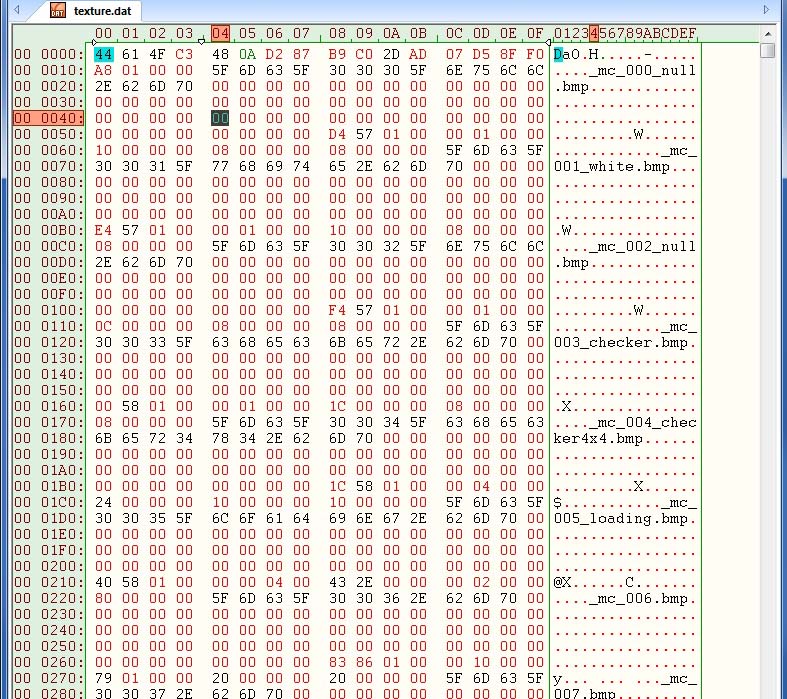 texture.dat
00 01 02 03 04 05 06 07 08 09 0A 0B 0C 0D 0E 0F 0123456789ABCDEF
00 0000: 44 61 4F C3 48 0A D2 87 B9 C0 2D AD 07 D5 8F F0 DaO.H.....-.....
00 0010: A8 01 00 00 5F 6D 63 5F 30 30 30 5F 6E 75 6C 6C ...._mc_000_null
00 0020: 2E 62 6D 70 00 00 00 00 00 00 00 00 00 00 00 00 .bmp............
00 0030: 00 00 00 00 00 00 00 00 00 00 00 00 00 00 00 00 ................
00 0040: 00 00 00 00 00 00 00 00 00 00 00 00 00 00 00 00 ................
00 0050: 00 00 00 00 00 00 00 00 D4 57 01 00 00 01 00 00 .........W......
00 0060: 10 00 00 00 08 00 00 00 08 00 00 00 5F 6D 63 5F ............_mc_
00 0070: 30 30 31 5F 77 68 69 74 65 2E 62 6D 70 00 00 00 001_white.bmp...
00 0080: 00 00 00 00 00 00 00 00 00 00 00 00 00 00 00 00 ................
00 0090: 00 00 00 00 00 00 00 00 00 00 00 00 00 00 00 00 ................
00 00A0: 00 00 00 00 00 00 00 00 00 00 00 00 00 00 00 00 ................
00 00B0: E4 57 01 00 00 01 00 00 10 00 00 00 08 00 00 00 .W..............
00 00C0: 08 00 00 00 5F 6D 63 5F 30 30 32 5F 6E 75 6C 6C ...._mc_002_null
00 00D0: 2E 62 6D 70 00 00 00 00 00 00 00 00 00 00 00 00 .bmp............
00 00E0: 00 00 00 00 00 00 00 00 00 00 00 00 00 00 00 00 ................
00 00F0: 00 00 00 00 00 00 00 00 00 00 00 00 00 00 00 00 ................
00 0100: 00 00 00 00 00 00 00 00 F4 57 01 00 00 01 00 00 .........W......
00 0110: 0C 00 00 00 08 00 00 00 08 00 00 00 5F 6D 63 5F ............_mc_
00 0120: 30 30 33 5F 63 68 65 63 6B 65 72 2E 62 6D 70 00 003_checker.bmp.
00 0130: 00 00 00 00 00 00 00 00 00 00 00 00 00 00 00 00 ................
00 0140: 00 00 00 00 00 00 00 00 00 00 00 00 00 00 00 00 ................
00 0150: 00 00 00 00 00 00 00 00 00 00 00 00 00 00 00 00 ................
00 0160: 00 58 01 00 00 01 00 00 1C 00 00 00 08 00 00 00 .X..............
00 0170: 08 00 00 00 5F 6D 63 5F 30 30 34 5F 63 68 65 63 ...._mc_004_chec
00 0180: 6B 65 72 34 78 34 2E 62 6D 70 00 00 00 00 00 00 ker4x4.bmp......
00 0190: 00 00 00 00 00 00 00 00 00 00 00 00 00 00 00 00 ................
00 01A0: 00 00 00 00 00 00 00 00 00 00 00 00 00 00 00 00 ................
00 01B0: 00 00 00 00 00 00 00 00 1C 58 01 00 00 04 00 00 .........X......
00 01C0: 24 00 00 00 10 00 00 00 10 00 00 00 5F 6D 63 5F $..........._mc_
00 01D0: 30 30 35 5F 6C 6F 61 64 69 6E 67 2E 62 6D 70 00 005_loading.bmp.
00 01E0: 00 00 00 00 00 00 00 00 00 00 00 00 00 00 00 00 ................
00 01F0: 00 00 00 00 00 00 00 00 00 00 00 00 00 00 00 00 ................
00 0200: 00 00 00 00 00 00 00 00 00 00 00 00 00 00 00 00 ................
00 0210: 40 58 01 00 00 00 04 00 43 2E 00 00 00 02 00 00 @X......C.......
00 0220: 80 00 00 00 5F 6D 63 5F 30 30 36 2E 62 6D 70 00 ...._mc_006.bmp.
00 0230: 00 00 00 00 00 00 00 00 00 00 00 00 00 00 00 00 ................
00 0240: 00 00 00 00 00 00 00 00 00 00 00 00 00 00 00 00 ................
00 0250: 00 00 00 00 00 00 00 00 00 00 00 00 00 00 00 00 ................
00 0260: 00 00 00 00 00 00 00 00 83 86 01 00 00 10 00 00 ................
00 0270: 79 01 00 00 20 00 00 00 20 00 00 00 5F 6D 63 5F y... ... ..._mc_
00 0280: 30 30 37 2E 62 6D 70 00 00 00 00 00 00 00 00 00 007.bmp.........